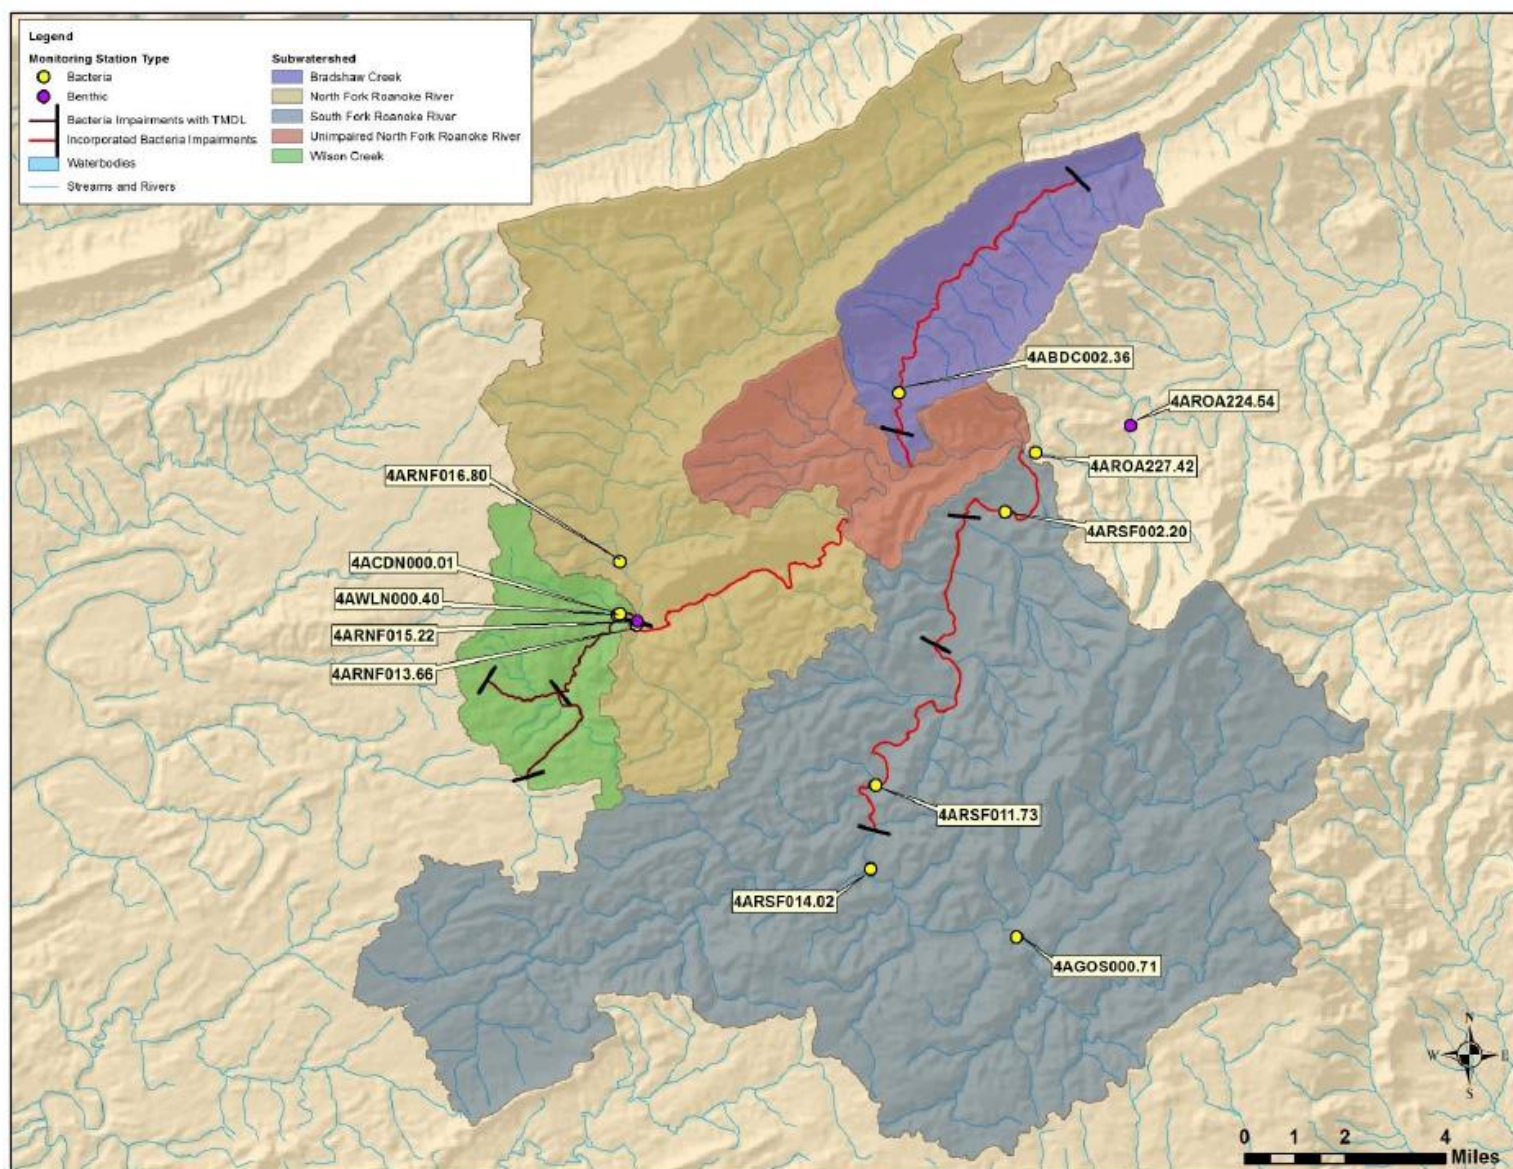 Legend
Monitoring Station Type
Bacteria
Benthic
Bacteria Impairments with TMDL
Incorporated Bacteria Impairments
Waterbodies
Streams and Rivers
Subwatershed
Bradshaw Creek
North Fork Roanoke River
South Fork Roanoke River
Unimpaired North Fork Roanoke River
Wilson Creek
4ABDC002.36
4AROA224.54
4AROA227.42
4ARNF016.80
4ARSF002.20
4ACDN000.01
4AWLN000.40
4ARNF015.22
4ARNF013.66
4ARSF011.73
4ARSF014.02
4AGOS000.71
N
W E
S
0 1 2 4
Miles